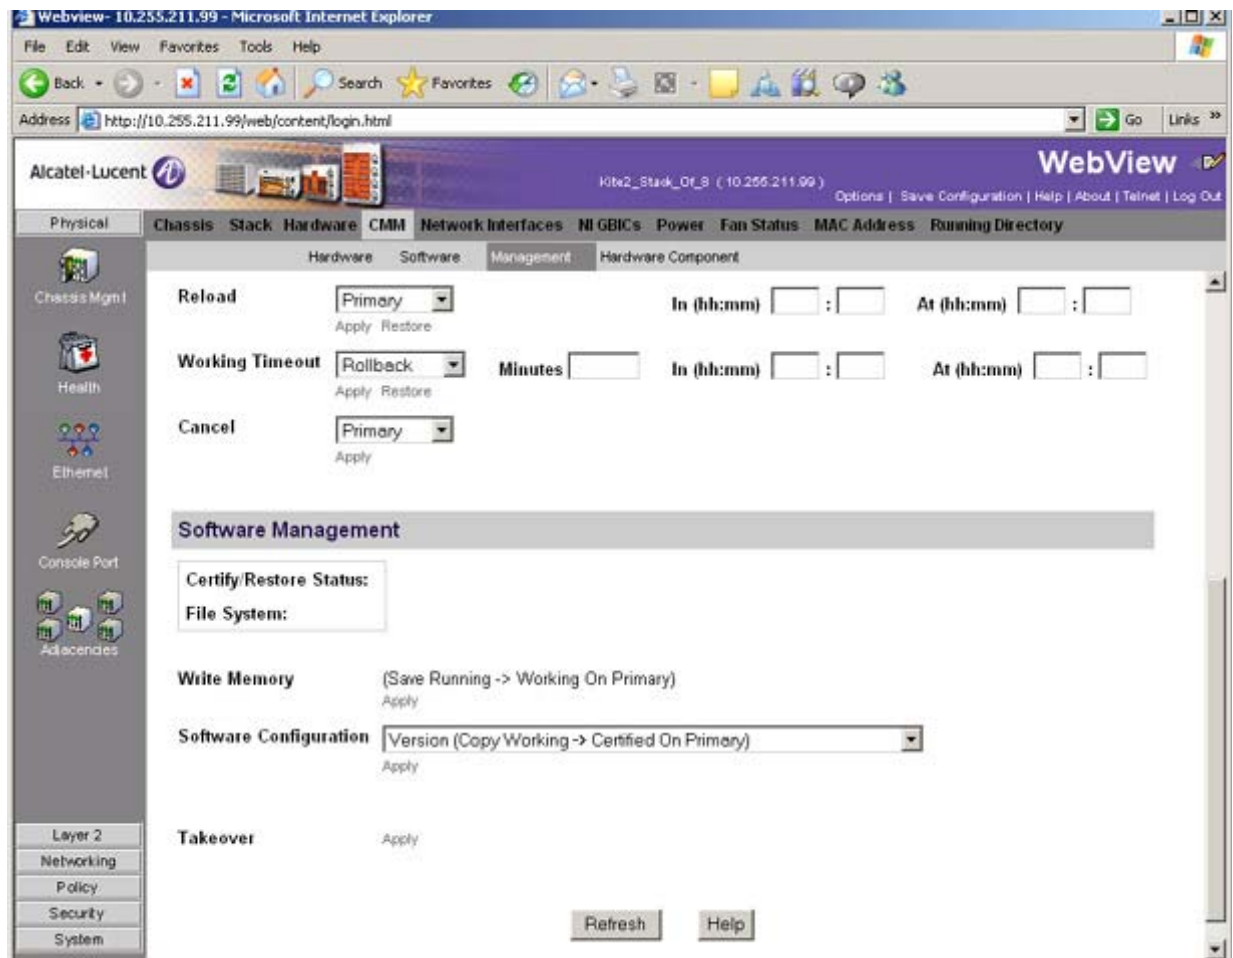 Webview- 10.255.211.99 - Microsoft Internet Explorer
File Edit View Favorites Tools Help
Back Search Favorites
Address http://10.255.211.99/web/content/login.html Go Links »
Alcatel-Lucent WebView
Kite2_Stack_Of_8 ( 10.255.211.99 )
Options | Save Configuration | Help | About | Telnet | Log Out
Physical Chassis Stack Hardware CMM Network Interfaces NI GBICs Power Fan Status MAC Address Running Directory
Hardware Software Management Hardware Component
Chassis Mgmt
Health
Ethernet
Console Port
Adjacencies
Layer 2
Networking
Policy
Security
System
Reload Primary In (hh:mm) : At (hh:mm) :
Apply Restore
Working Timeout Rollback Minutes In (hh:mm) : At (hh:mm) :
Apply Restore
Cancel Primary
Apply
Software Management
Certify/Restore Status:
File System:
Write Memory (Save Running -> Working On Primary)
Apply
Software Configuration Version (Copy Working -> Certified On Primary)
Apply
Takeover Apply
Refresh Help